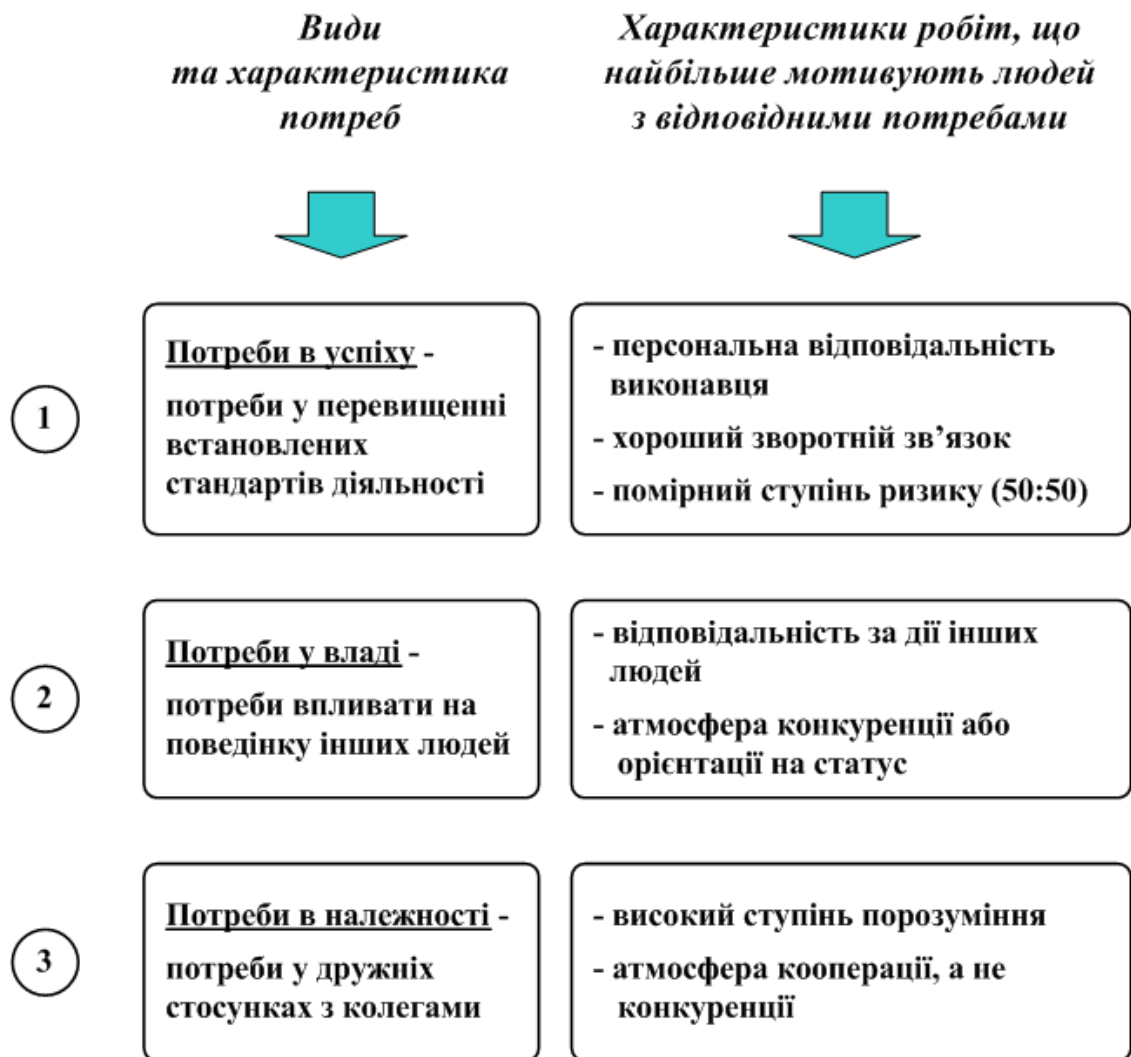 Види
та характеристика
потреб
Характеристики робіт, що
найбільше мотивують людей
з відповідними потребами
1
Потреби в успіху -
потреби у перевищенні
встановлених
стандартів діяльності
- персональна відповідальність
виконавця
- хороший зворотній зв’язок
- помірний ступінь ризику (50:50)
2
Потреби у владі -
потреби впливати на
поведінку інших людей
- відповідальність за дії інших
людей
- атмосфера конкуренції або
орієнтації на статус
3
Потреби в належності -
потреби у дружніх
стосунках з колегами
- високий ступінь порозуміння
- атмосфера кооперації, а не
конкуренції